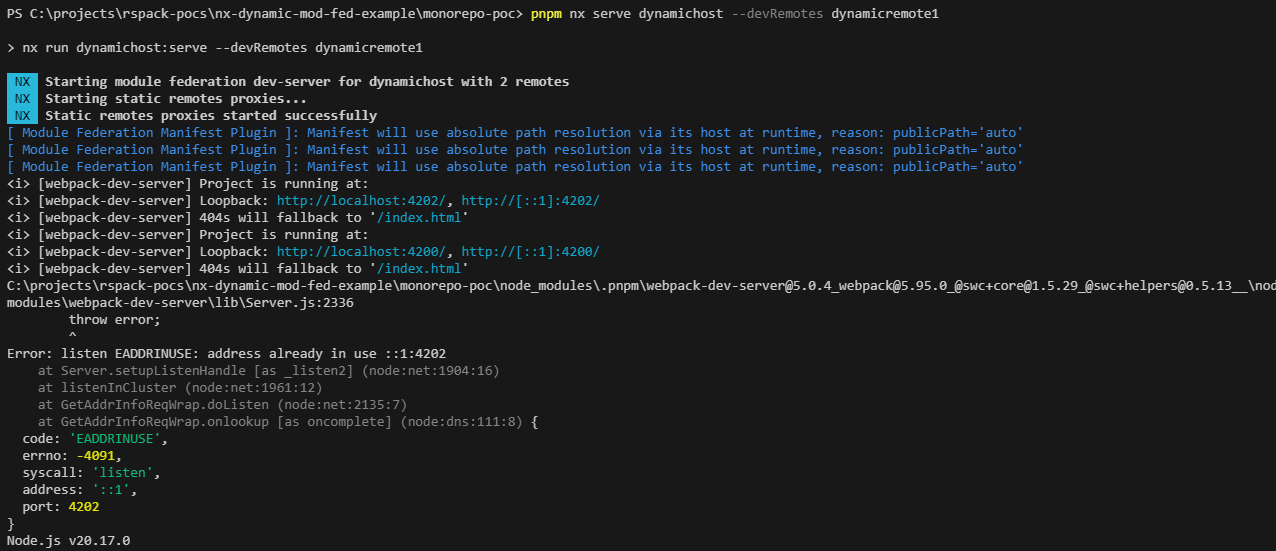 PS C:\projects\rspack-pocs\nx-dynamic-mod-fed-example\monorepo-poc> pnpm nx serve dynamichost --devRemotes dynamicremote1
> nx run dynamichost:serve --devRemotes dynamicremote1
NX Starting module federation dev-server for dynamichost with 2 remotes
NX Starting static remotes proxies...
NX Static remotes proxies started successfully
[ Module Federation Manifest Plugin ]: Manifest will use absolute path resolution via its host at runtime, reason: publicPath='auto'
[ Module Federation Manifest Plugin ]: Manifest will use absolute path resolution via its host at runtime, reason: publicPath='auto'
[ Module Federation Manifest Plugin ]: Manifest will use absolute path resolution via its host at runtime, reason: publicPath='auto'
<i> [webpack-dev-server] Project is running at:
<i> [webpack-dev-server] Loopback: http://localhost:4202/, http://[::1]:4202/
<i> [webpack-dev-server] 404s will fallback to '/index.html'
<i> [webpack-dev-server] Project is running at:
<i> [webpack-dev-server] Loopback: http://localhost:4200/, http://[::1]:4200/
<i> [webpack-dev-server] 404s will fallback to '/index.html'
C:\projects\rspack-pocs\nx-dynamic-mod-fed-example\monorepo-poc\node_modules\.pnpm\webpack-dev-server@5.0.4_webpack@5.95.0_@swc+core@1.5.29_@swc+helpers@0.5.13__\nod
modules\webpack-dev-server\lib\Server.js:2336
throw error;
^
Error: listen EADDRINUSE: address already in use ::1:4202
at Server.setupListenHandle [as _listen2] (node:net:1904:16)
at listenInCluster (node:net:1961:12)
at GetAddrInfoReqWrap.doListen (node:net:2135:7)
at GetAddrInfoReqWrap.onlookup [as oncomplete] (node:dns:111:8) {
code: 'EADDRINUSE',
errno: -4091,
syscall: 'listen',
address: '::1',
port: 4202
}
Node.js v20.17.0